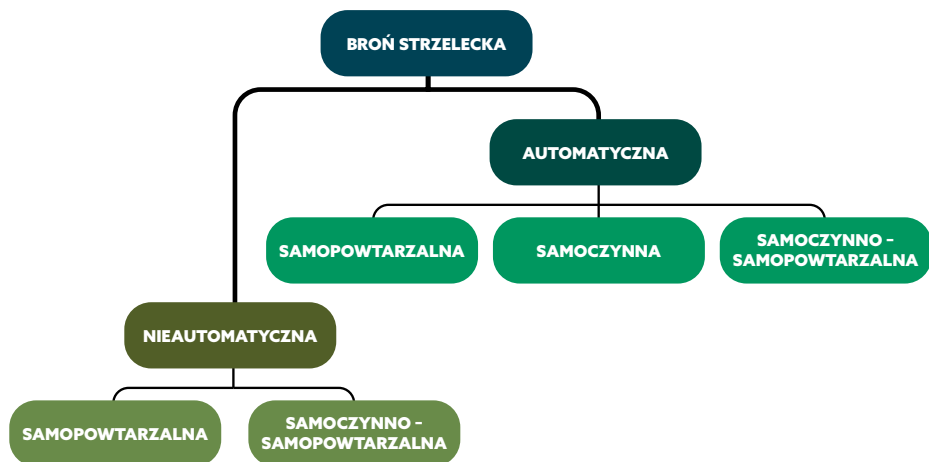 BROŃ STRZELECKA
AUTOMATYCZNA
SAMOPOWTARZALNA
SAMOCZYNNA
SAMOCZYNNO -
SAMOPOWTARZALNA
NIEAUTOMATYCZNA
SAMOPOWTARZALNA
SAMOCZYNNO -
SAMOPOWTARZALNA